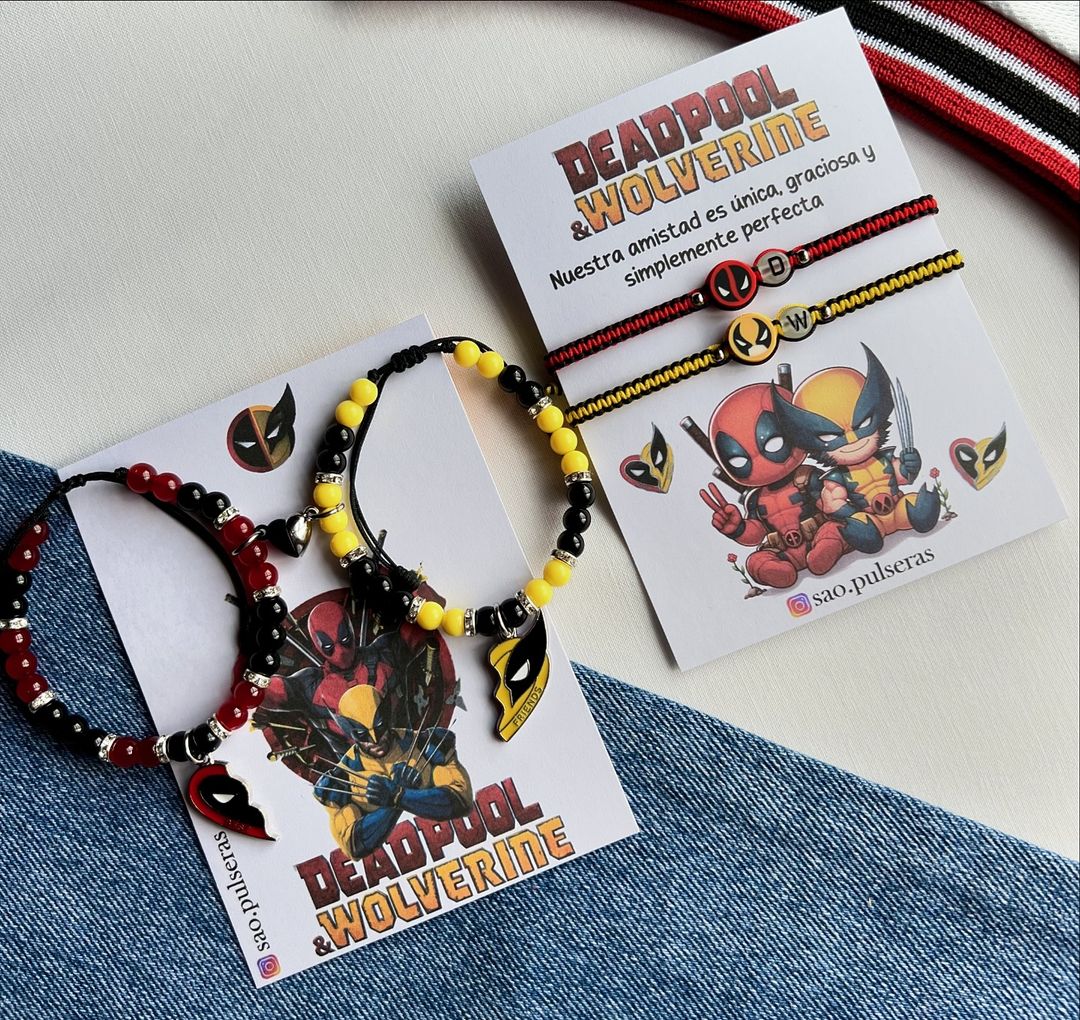 DEADPOOL
&WOLVERINE
Nuestra amistad es única, graciosa y
simplemente perfecta
D
W
sao.pulseras
FRIENDS
DEADPOOL
&WOLVERINE
sao.pulseras